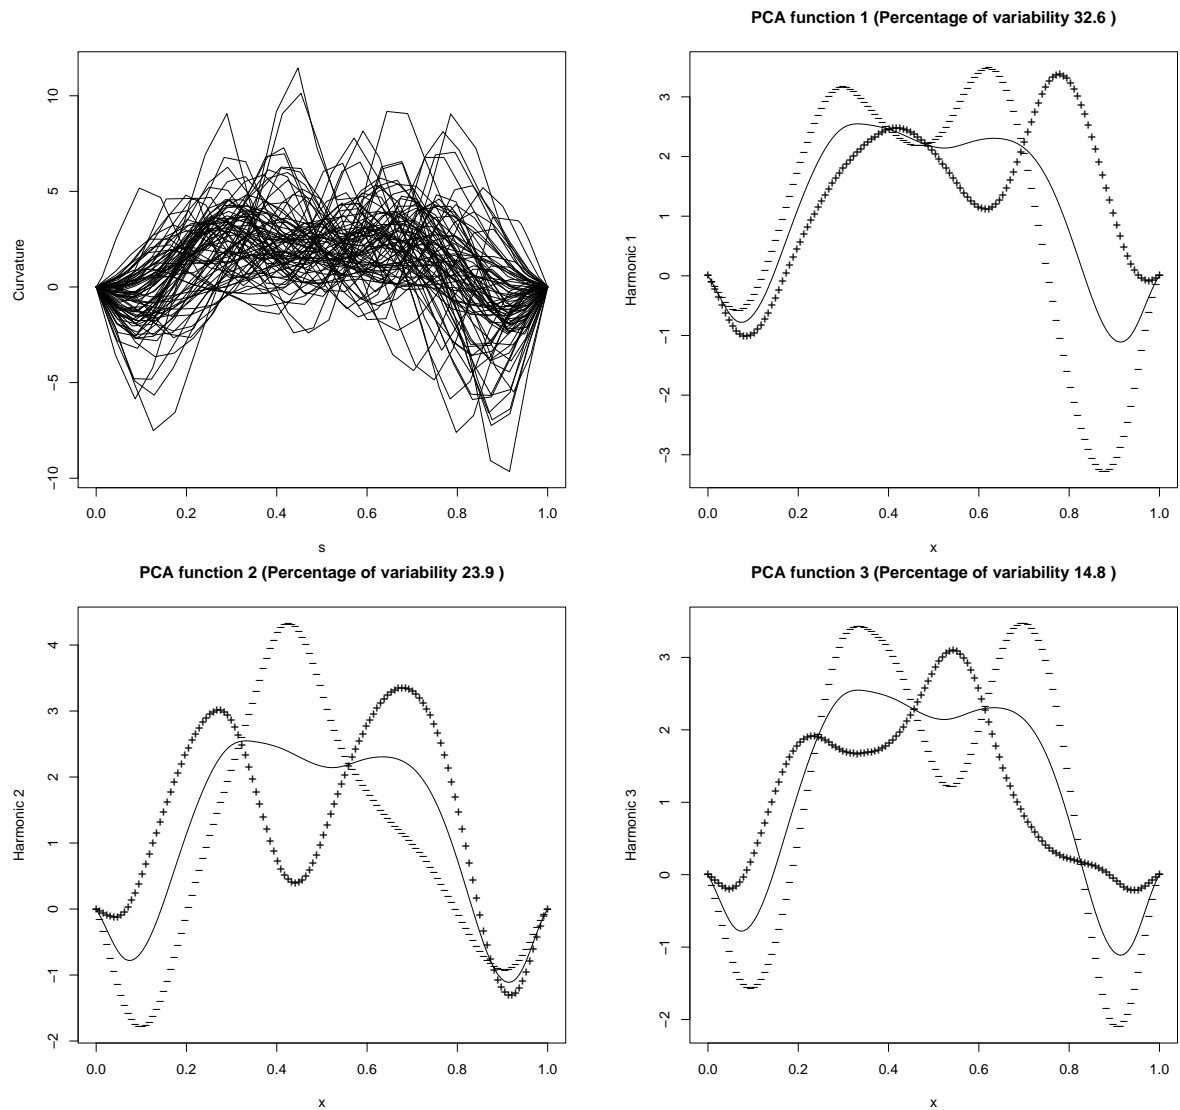 PCA function 1 (Percentage of variability 32.6 )
Curvature
10
5
0
−5
−10
0.0 0.2 0.4 0.6 0.8 1.0
s
Harmonic 1
3
2
1
0
−1
−2
−3
0.0 0.2 0.4 0.6 0.8 1.0
x
PCA function 2 (Percentage of variability 23.9 )
Harmonic 2
4
3
2
1
0
−1
−2
0.0 0.2 0.4 0.6 0.8 1.0
x
PCA function 3 (Percentage of variability 14.8 )
Harmonic 3
3
2
1
0
−1
−2
0.0 0.2 0.4 0.6 0.8 1.0
x